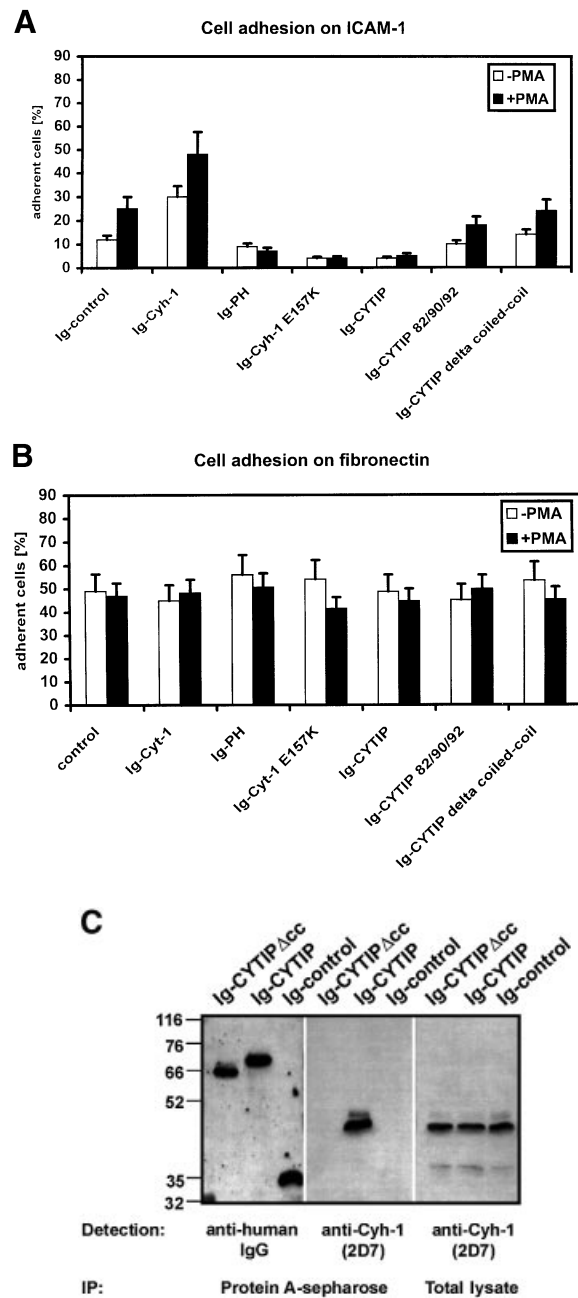 A
Cell adhesion on ICAM-1
adherent cells [%]
90
80
70
60
50
40
30
20
10
0
-PMA
+PMA
Ig-control
Ig-Cyh-1
Ig-PH
Ig-Cyh-1 E157K
Ig-CYTIP
Ig-CYTIP 82/90/92
Ig-CYTIP delta coiled-coil
B
Cell adhesion on fibronectin
adherent cells [%]
90
80
70
60
50
40
30
20
10
0
-PMA
+PMA
control
Ig-Cyt-1
Ig-PH
Ig-Cyt-1 E157K
Ig-CYTIP
Ig-CYTIP 82/90/92
Ig-CYTIP delta coiled-coil
C
Ig-CYTIPΔcc
Ig-CYTIP
Ig-control
Ig-CYTIPΔcc
Ig-CYTIP
Ig-control
Ig-CYTIPΔcc
Ig-CYTIP
Ig-control
116
76
66
52
35
32
Detection: anti-human anti-Cyh-1 anti-Cyh-1
IgG (2D7) (2D7)
IP: Protein A-sepharose Total lysate